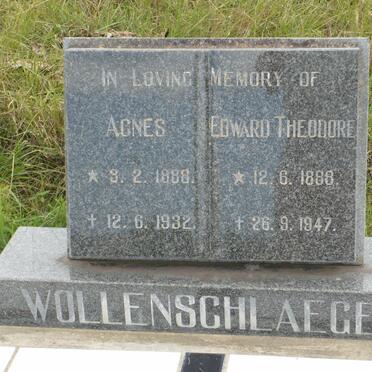 IN LOVING MEMORY OF
AGNES
★ 3. 2. 1888.
† 12. 6. 1932.
EDWARD THEODORE
★ 12. 6. 1888.
† 26. 9. 1947.
WOLLENSCHLAEGE